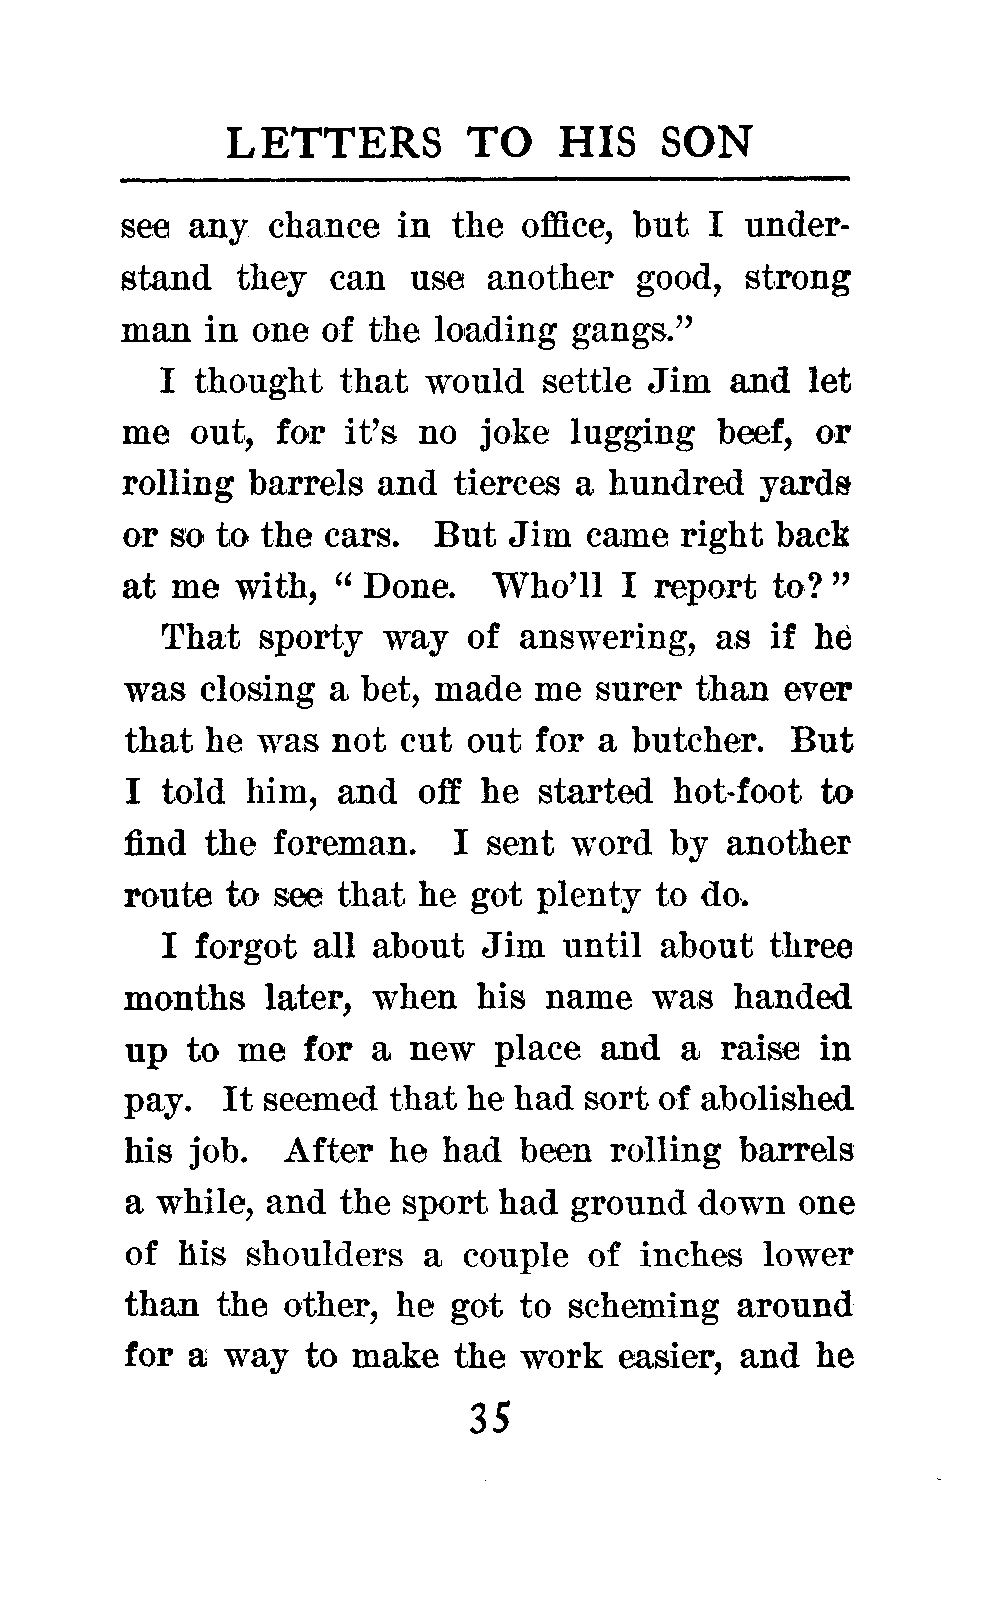 LETTERS TO HIS SON
see any chance in the office, but I under-
stand they can use another good, strong
man in one of the loading gangs.”
I thought that would settle Jim and let
me out, for it’s no joke lugging beef, or
rolling barrels and tierces a hundred yards
or so to the cars. But Jim came right back
at me with, “ Done. Who’ll I report to? ”
That sporty way of answering, as if he
was closing a bet, made me surer than ever
that he was not cut out for a butcher. But
I told him, and off he started hot-foot to
find the foreman. I sent word by another
route to see that he got plenty to do.
I forgot all about Jim until about three
months later, when his name was handed
up to me for a new place and a raise in
pay. It seemed that he had sort of abolished
his job. After he had been rolling barrels
a while, and the sport had ground down one
of his shoulders a couple of inches lower
than the other, he got to scheming around
for a way to make the work easier, and he
35